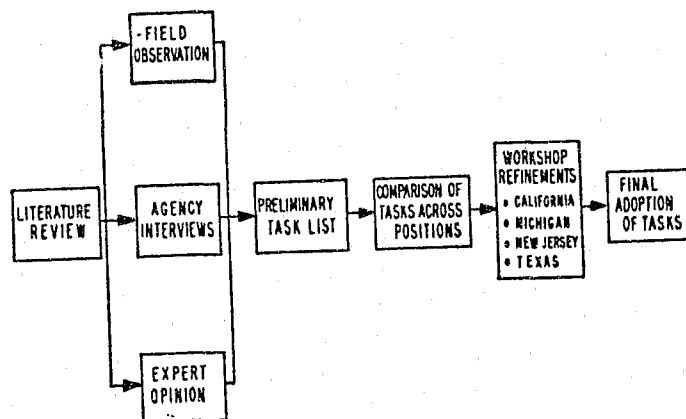 -FIELD
OBSERVATION
LITERATURE
REVIEW
AGENCY
INTERVIEWS
EXPERT
OPINION
PRELIMINARY
TASK LIST
COMPARISON OF
TASKS ACROSS
POSITIONS
WORKSHOP
REFINEMENTS
• CALIFORNIA
• MICHIGAN
• NEW JERSEY
• TEXAS
FINAL
ADOPTION
OF TASKS